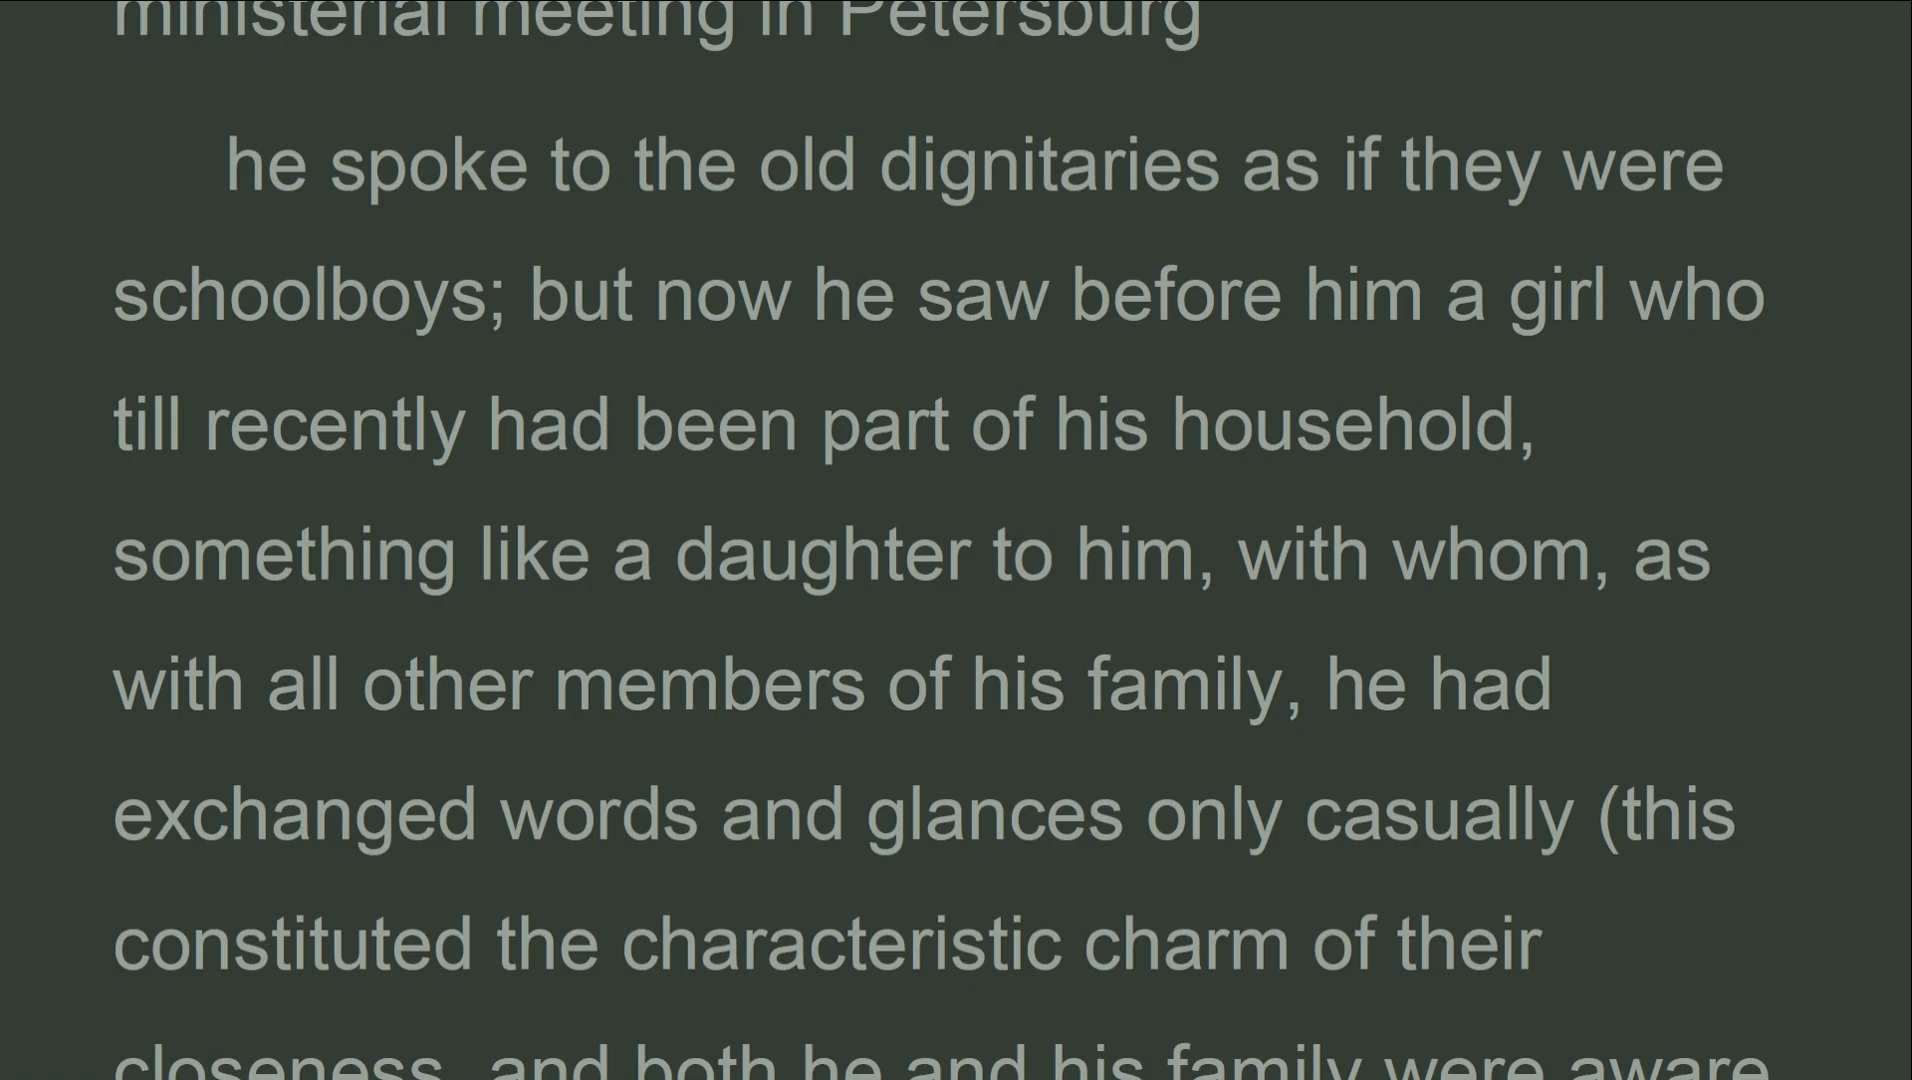 ministerial meeting in Petersburg
he spoke to the old dignitaries as if they were
schoolboys; but now he saw before him a girl who
till recently had been part of his household,
something like a daughter to him, with whom, as
with all other members of his family, he had
exchanged words and glances only casually (this
constituted the characteristic charm of their
closeness, and both he and his family were aware